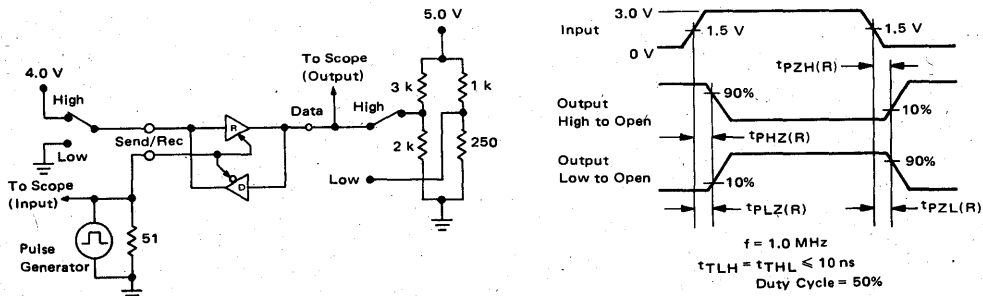 5.0 V
To Scope
(Output)
3 k
1 k
4.0 V
High
R
Data
High
Low
Send/Rec
2 k
250
To Scope
(Input)
D
Low
Pulse
Generator
51
Input
3.0 V
1.5 V
0 V
1.5 V
tPZH(R)
Output
High to Open
90%
10%
tPHZ(R)
Output
Low to Open
90%
10%
tPLZ(R)
tPZL(R)
f = 1.0 MHz
tTLH = tTHL ≤ 10 ns
Duty Cycle = 50%